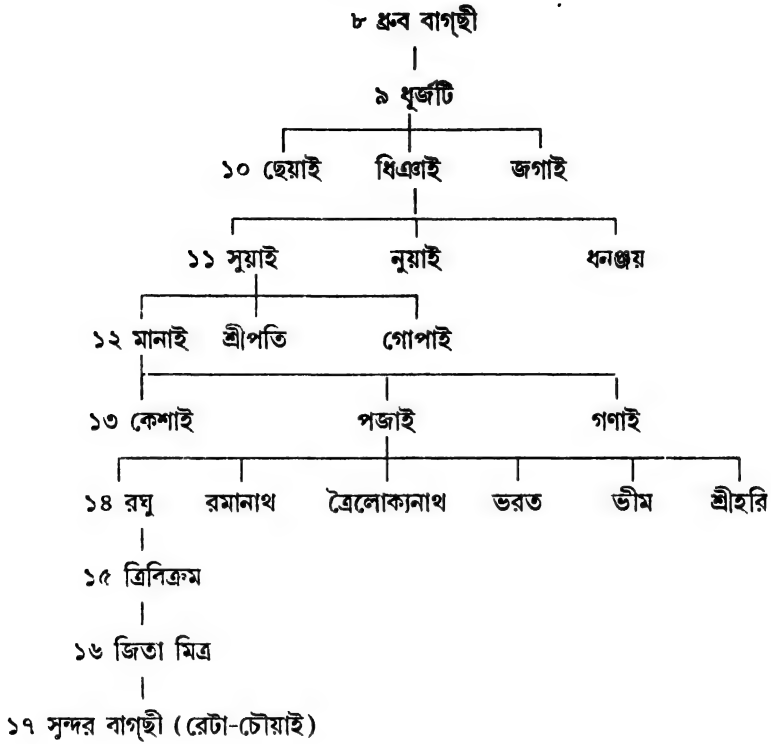 ৮ ধ্রুব বাগ্‌ছী
৯ ধূর্জটি
১০ ছেয়াই ধিঞাই জগাই
১১ সুয়াই নুয়াই ধনঞ্জয়
১২ মানাই শ্রীপতি গোপাই
১৩ কেশাই পজাই গণাই
১৪ রঘু রমানাথ ত্রৈলোক্যনাথ ভরত ভীম শ্রীহরি
১৫ ত্রিবিক্রম
১৬ জিতা মিত্র
১৭ সুন্দর বাগ্‌ছী (রেটা-চৌয়াই)